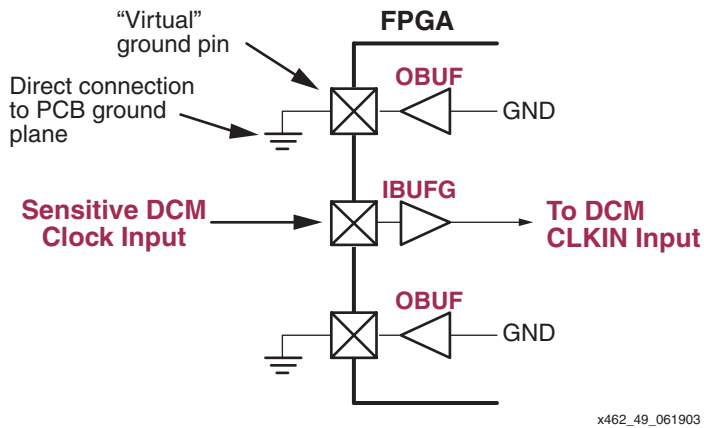 “Virtual”
ground pin
FPGA
Direct connection
to PCB ground
plane
OBUF
GND
Sensitive DCM
Clock Input
IBUFG
To DCM
CLKIN Input
OBUF
GND
x462_49_061903